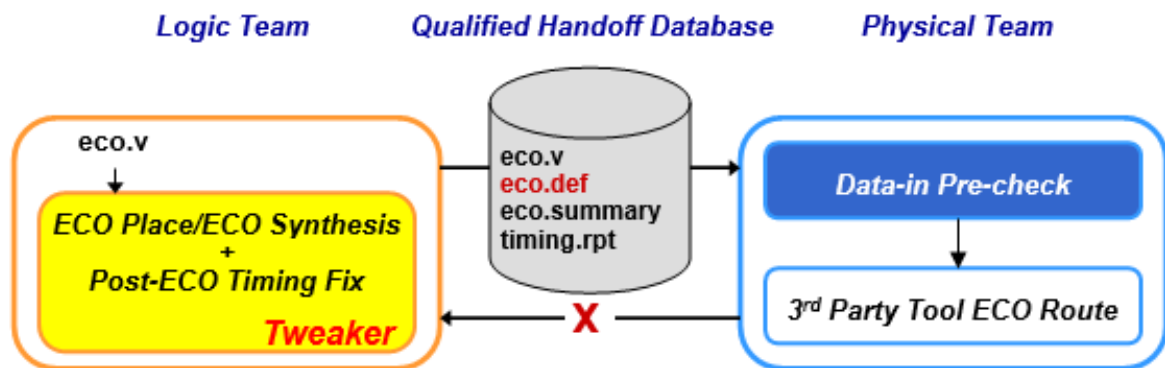 Logic Team
Qualified Handoff Database
Physical Team
eco.v
ECO Place/ECO Synthesis
+
Post-ECO Timing Fix
Tweaker
eco.v
eco.def
eco.summary
timing.rpt
X
Data-in Pre-check
3rd Party Tool ECO Route